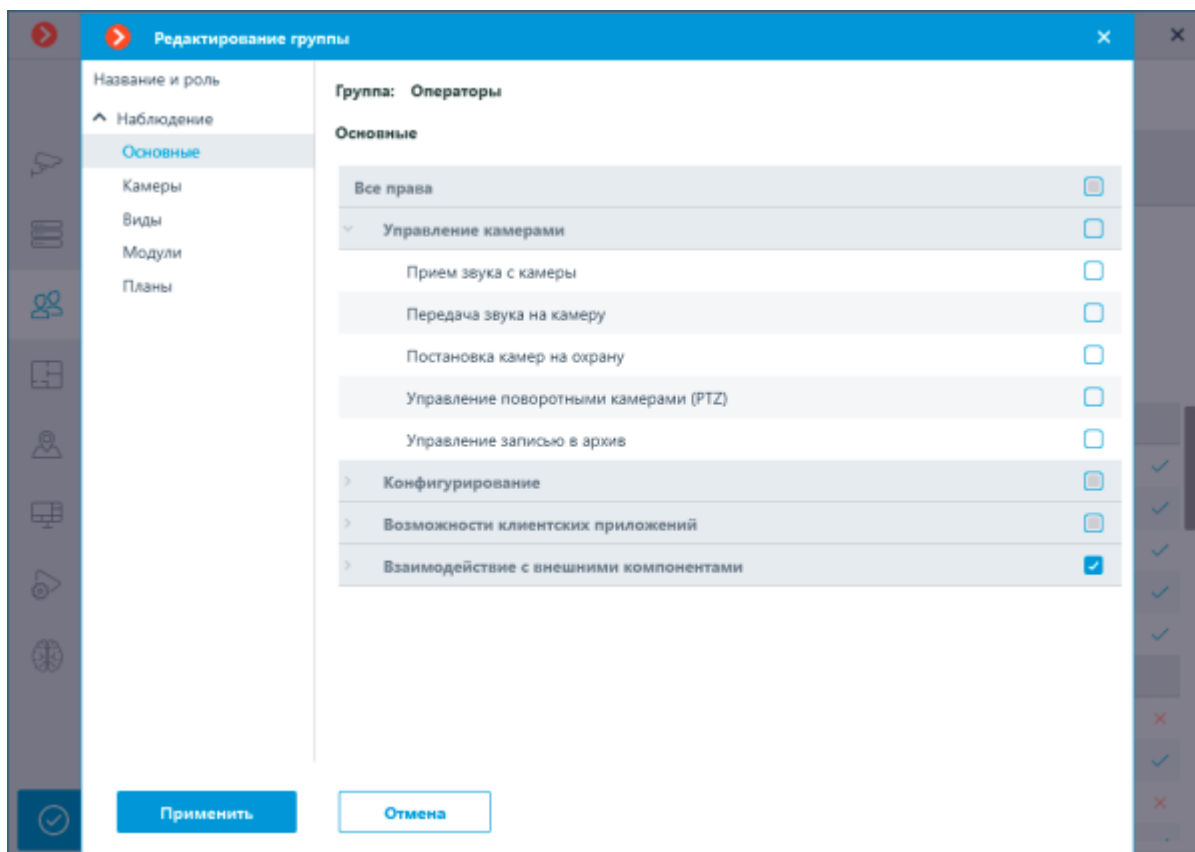 Редактирование группы
Название и роль
Наблюдение
Основные
Камеры
Виды
Модули
Планы
Группа: Операторы
Основные
Все права
Управление камерами
Прием звука с камеры
Передача звука на камеру
Постановка камер на охрану
Управление поворотными камерами (PTZ)
Управление записью в архив
Конфигурирование
Возможности клиентских приложений
Взаимодействие с внешними компонентами
Применить
Отмена